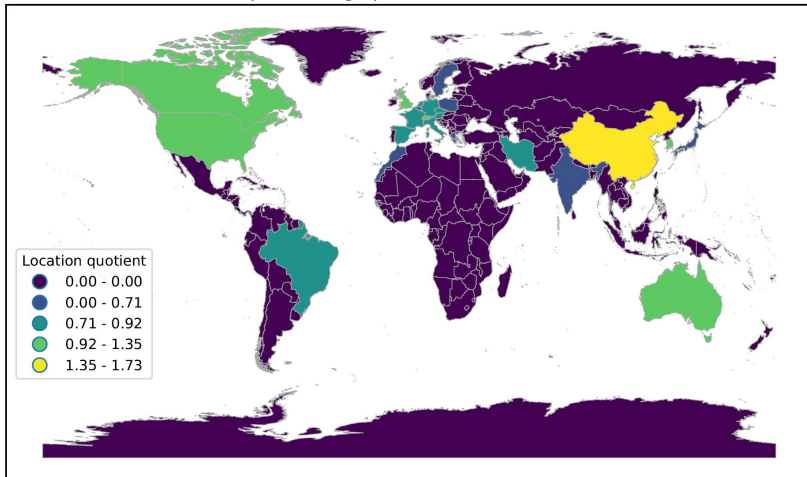 Location quotient
0.00 - 0.00
0.00 - 0.71
0.71 - 0.92
0.92 - 1.35
1.35 - 1.73